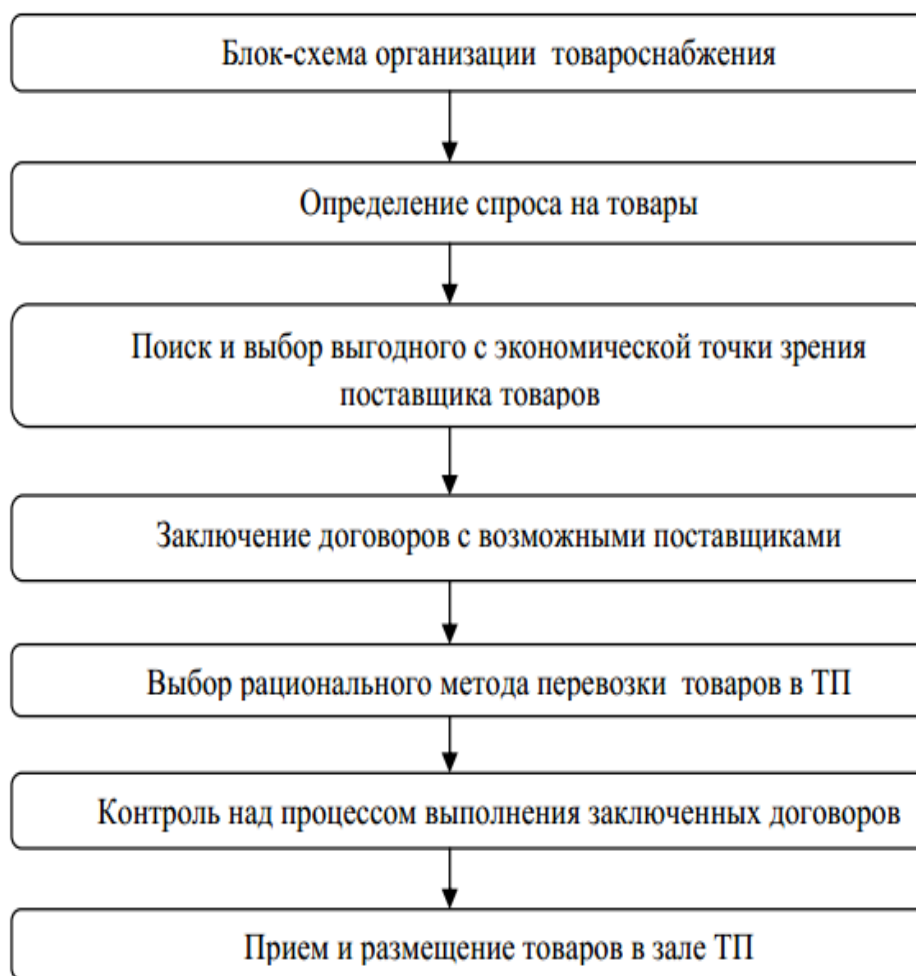 Блок-схема организации товароснабжения
Определение спроса на товары
Поиск и выбор выгодного с экономической точки зрения
поставщика товаров
Заключение договоров с возможными поставщиками
Выбор рационального метода перевозки товаров в ТП
Контроль над процессом выполнения заключенных договоров
Прием и размещение товаров в зале ТП